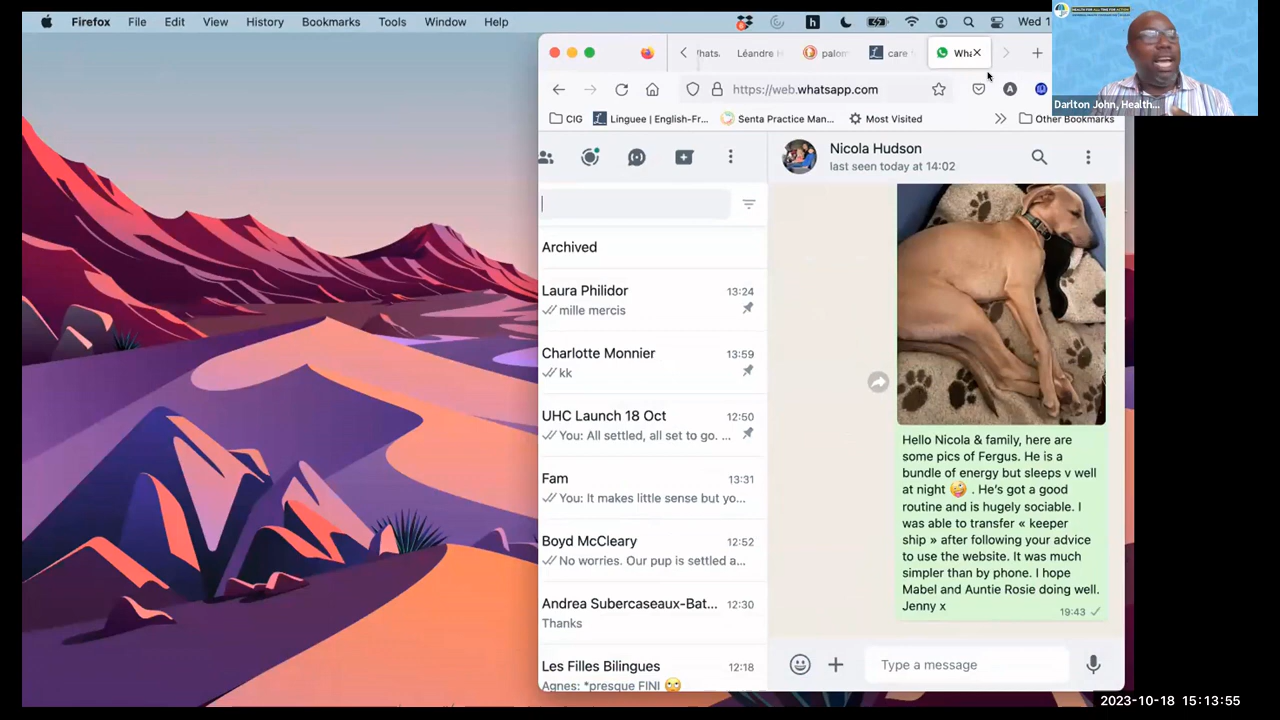 Firefox File Edit View History Bookmarks Tools Window Help
Wed 1
hats. Léandre palom care Wha
https://web.whatsapp.com
CIG Linguee | English-Fr... Senta Practice Man... Most Visited Other Bookmarks
Darlton John, Health...
Nicola Hudson
last seen today at 14:02
Archived
Laura Philidor 13:24
mille mercis
Charlotte Monnier 13:59
kk
UHC Launch 18 Oct 12:50
You: All settled, all set to go. ...
Fam 13:31
You: It makes little sense but yo...
Boyd McCleary 12:52
No worries. Our pup is settled a...
Andrea Subercaseaux-Bat... 12:30
Thanks
Les Filles Bilingues 12:18
Agnes: *presque FINI 🙄
Hello Nicola & family, here are
some pics of Fergus. He is a
bundle of energy but sleeps v well
at night 🤪 . He's got a good
routine and is hugely sociable. I
was able to transfer « keeper
ship » after following your advice
to use the website. It was much
simpler than by phone. I hope
Mabel and Auntie Rosie doing well.
Jenny x
19:43
Type a message
2023-10-18 15:13:55